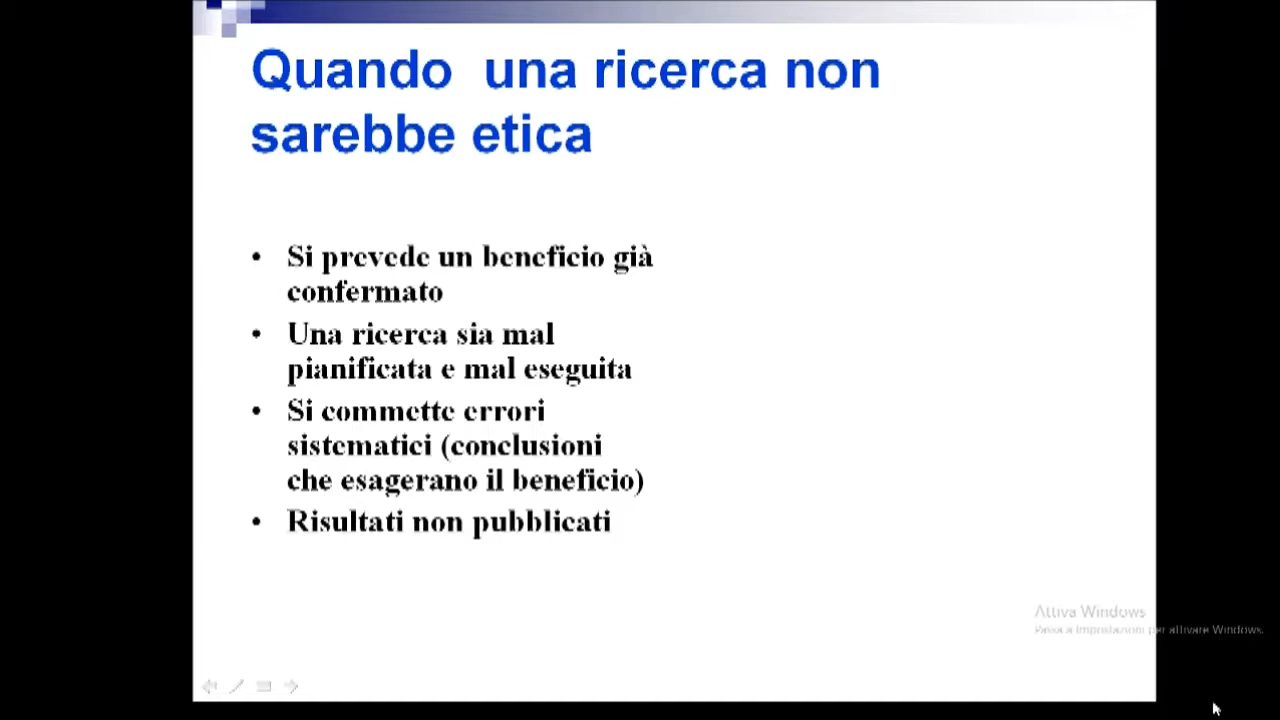 Quando una ricerca non
sarebbe etica
• Si prevede un beneficio già
confermato
• Una ricerca sia mal
pianificata e mal eseguita
• Si commette errori
sistematici (conclusioni
che esagerano il beneficio)
• Risultati non pubblicati
Attiva Windows
Passa a Impostazioni per attivare Windows.